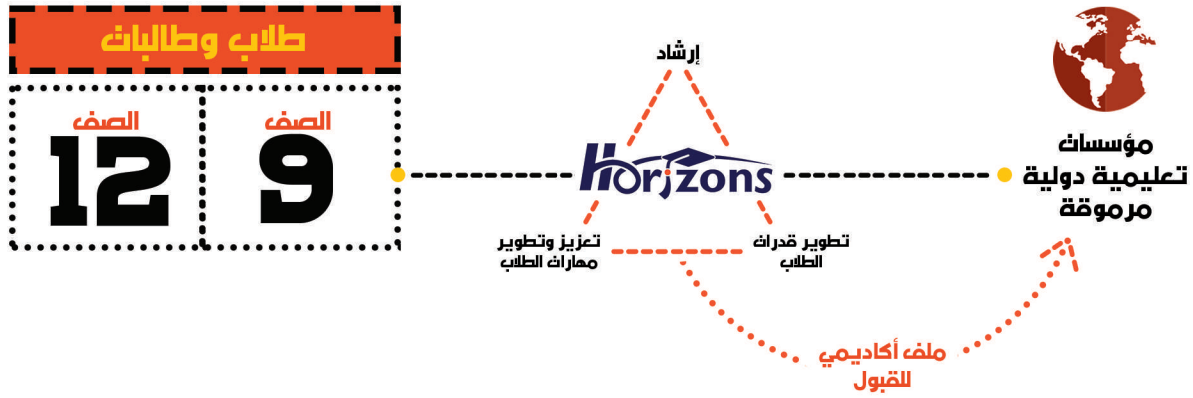 طلاب وطالبات
الصف
9
الصف
12
إرشاد
Horizons
تعزيز وتطوير
مهارات الطلاب
تطوير قدرات
الطلاب
مؤسسات
تعليمية دولية
مرموقة
ملف أكاديمي
للقبول